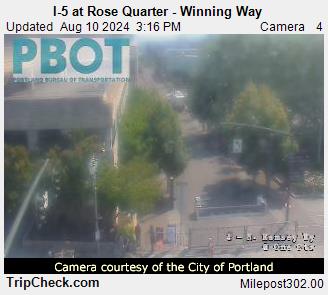 I-5 at Rose Quarter - Winning Way
Updated Aug 10 2024 3:16 PM Camera 4
PBOT
PORTLAND BUREAU OF TRANSPORTATION
Camera courtesy of the City of Portland
TripCheck.com Milepost302.00